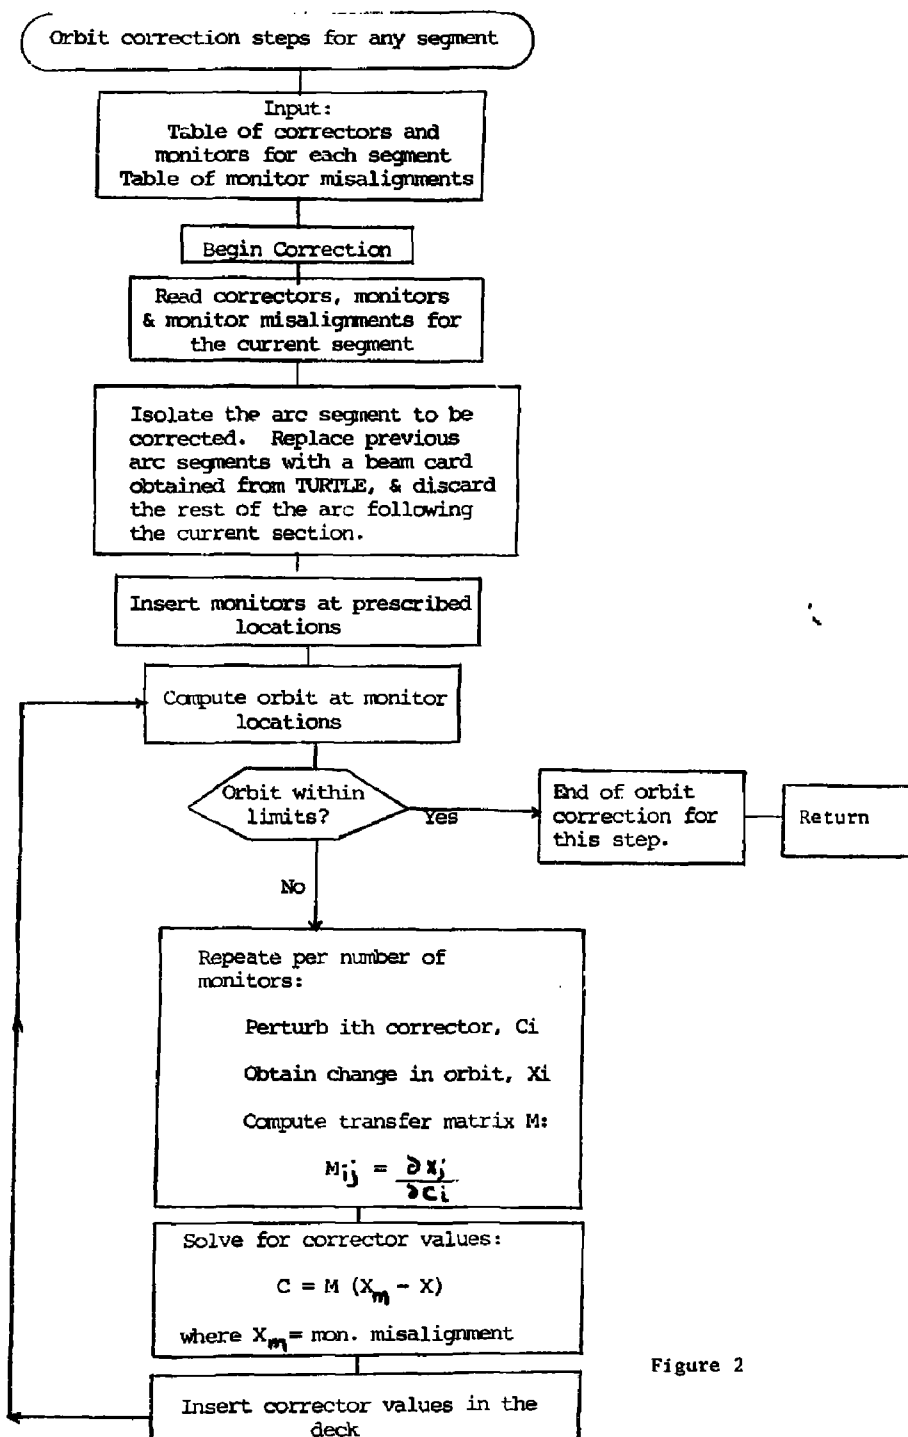 Orbit correction steps for any segment
Input:
Table of correctors and
monitors for each segment
Table of monitor misalignments
Begin Correction
Read correctors, monitors
& monitor misalignments for
the current segment
Isolate the arc segment to be
corrected. Replace previous
arc segments with a beam card
obtained from TURTLE, & discard
the rest of the arc following
the current section.
Insert monitors at prescribed
locations
Compute orbit at monitor
locations
Orbit within
limits?
Yes
End of orbit
correction for
this step.
Return
No
Repeate per number of
monitors:
Perturb ith corrector, Ci
Obtain change in orbit, Xi
Compute transfer matrix M:
Mij = ∂Xj / ∂Ci
Solve for corrector values:
C = M (Xm - X)
where Xm = mon. misalignment
Insert corrector values in the
deck
Figure 2